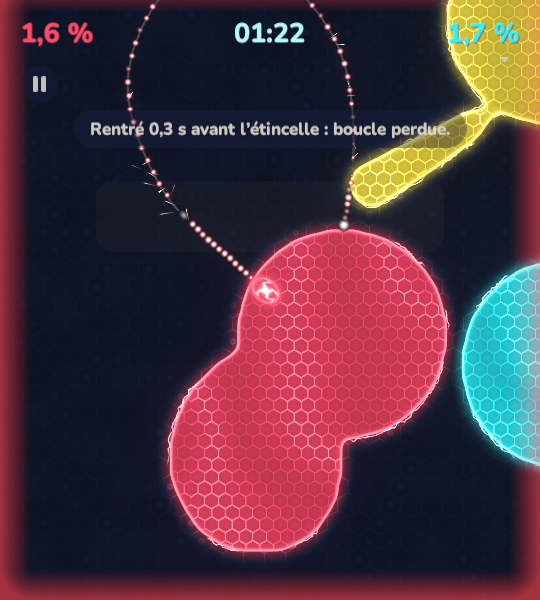 1,6 %
01:22
1,7 %
Rentré 0,3 s avant l’étincelle : boucle perdue.